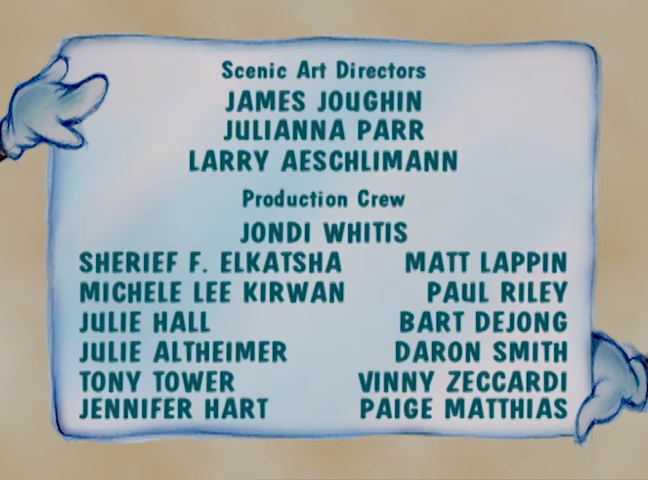 Scenic Art Directors
JAMES JOUGHIN
JULIANNA PARR
LARRY AESCHLIMANN
Production Crew
JONDI WHITIS
SHERIEF F. ELKATSHA MATT LAPPIN
MICHELE LEE KIRWAN PAUL RILEY
JULIE HALL BART DEJONG
JULIE ALTHEIMER DARON SMITH
TONY TOWER VINNY ZECCARDI
JENNIFER HART PAIGE MATTHIAS